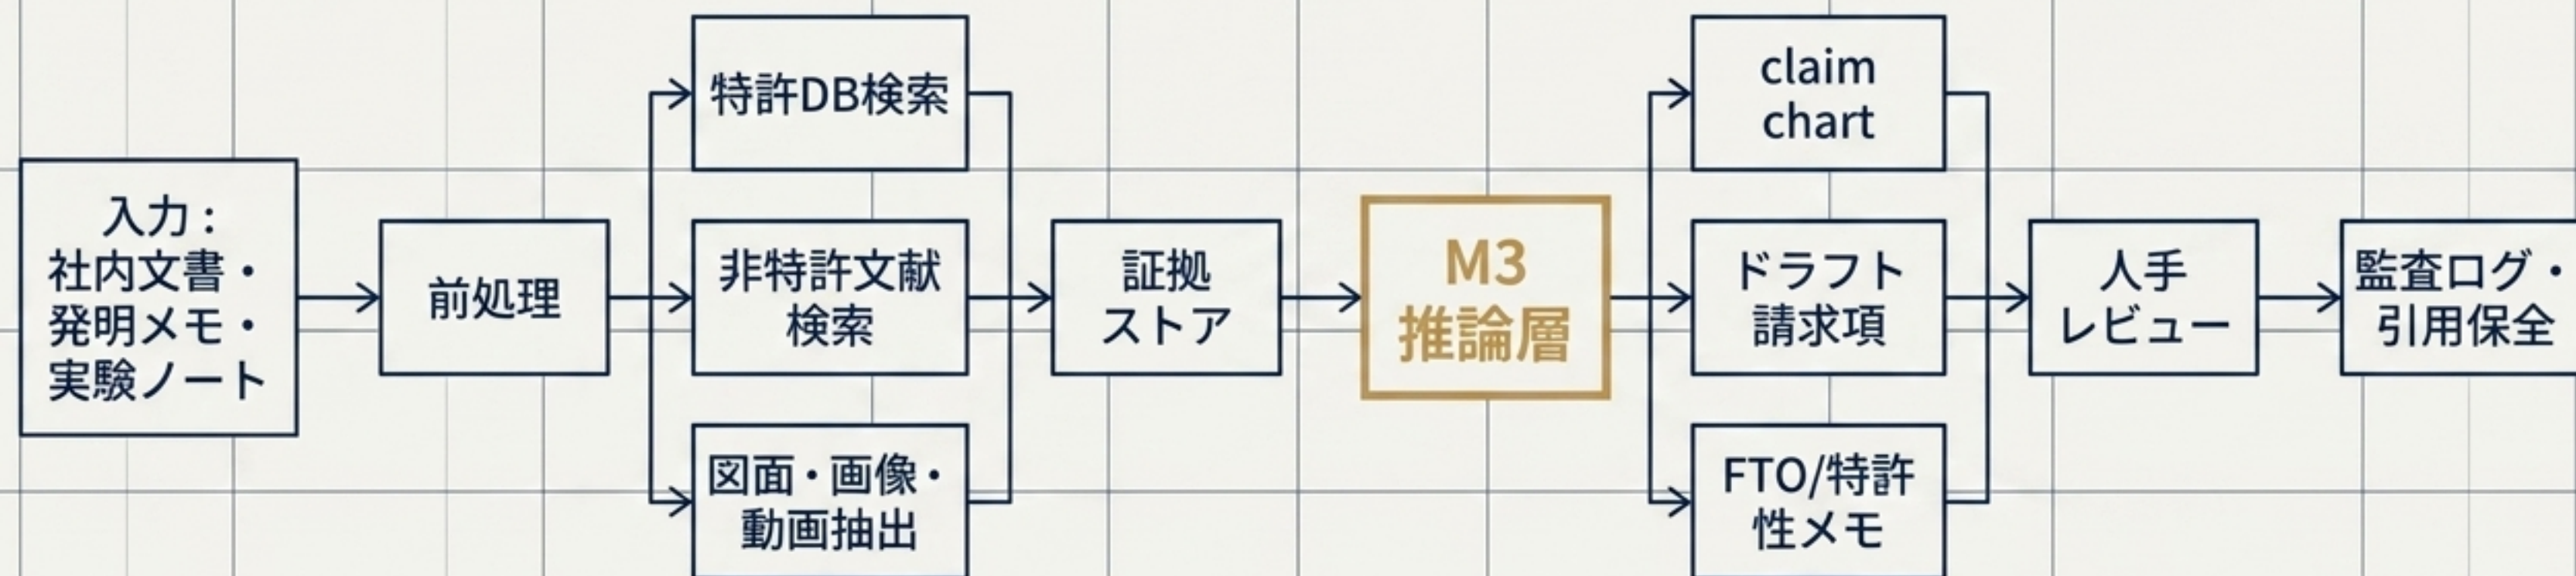 入力：
社内文書・
発明メモ・
実験ノート
前処理
特許DB検索
非特許文献
検索
図面・画像・
動画抽出
証拠
ストア
M3
推論層
claim
chart
ドラフト
請求項
FTO/特許
性メモ
人手
レビュー
監査ログ・
引用保全